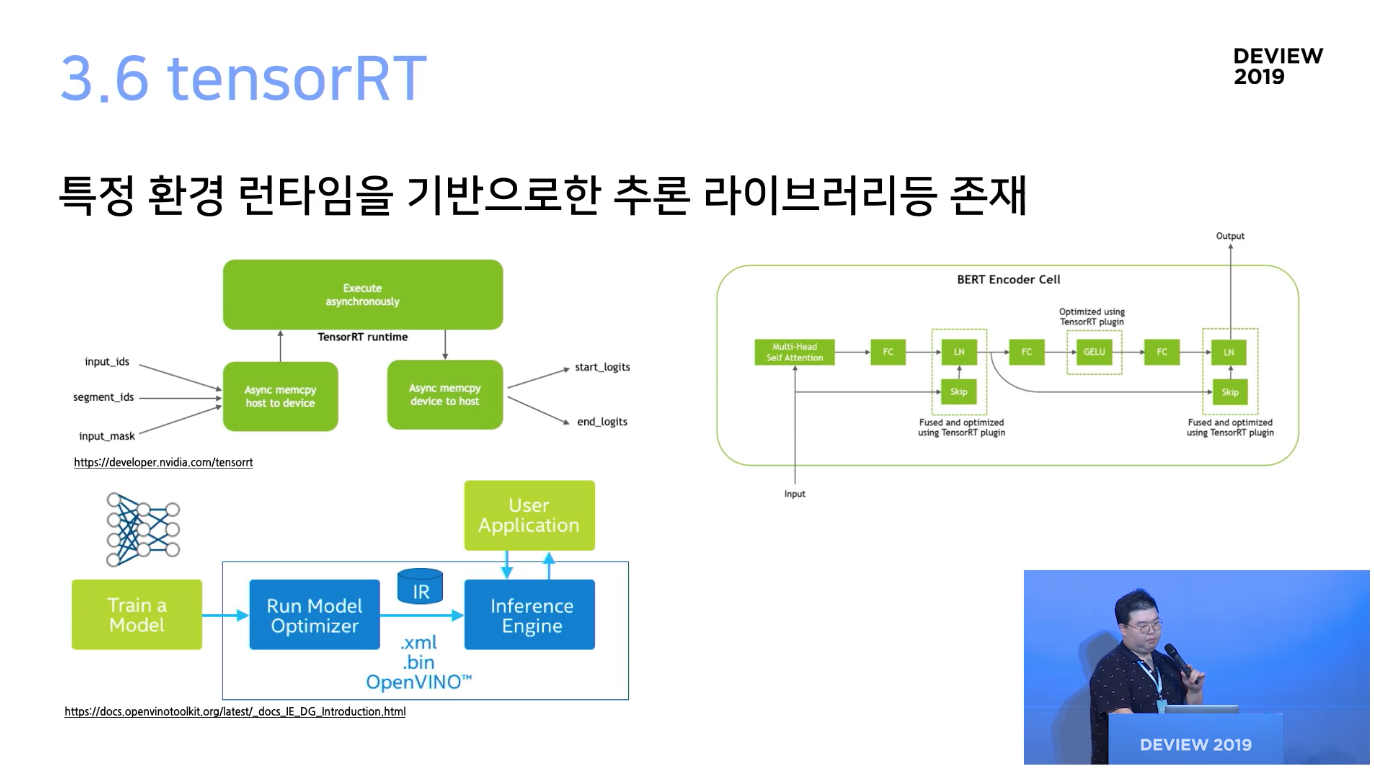 3.6 tensorRT
DEVIEW
2019
특정 환경 런타임을 기반으로한 추론 라이브러리등 존재
Execute
asynchronously
TensorRT runtime
input_ids
segment_ids
input_mask
Async memcpy
host to device
Async memcpy
device to host
start_logits
end_logits
https://developer.nvidia.com/tensorrt
Output
BERT Encoder Cell
Optimized using
TensorRT plugin
Multi-Head
Self Attention
FC
LN
FC
GELU
FC
LN
Skip
Skip
Fused and optimized
using TensorRT plugin
Fused and optimized
using TensorRT plugin
Input
User
Application
Train a
Model
Run Model
Optimizer
IR
Inference
Engine
.xml
.bin
OpenVINO™
https://docs.openvinotoolkit.org/latest/_docs_IE_DG_Introduction.html
DEVIEW 2019